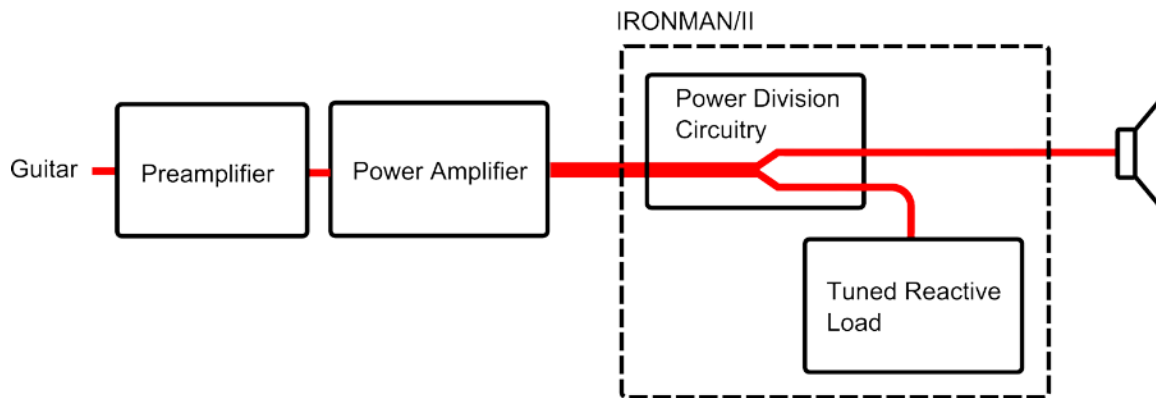 IRONMAN/II
Power Division
Circuitry
Guitar
Preamplifier
Power Amplifier
Tuned Reactive
Load